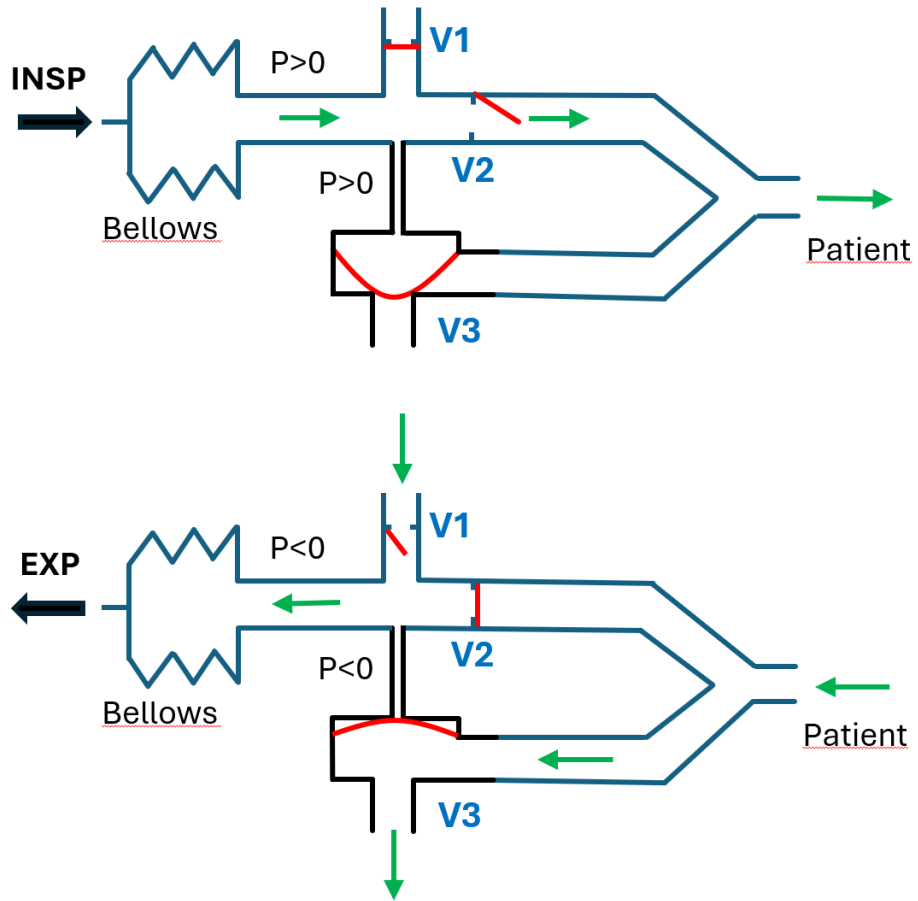 P>0
V1
INSP
V2
P>0
Bellows
Patient
V3
V1
P<0
EXP
V2
P<0
Bellows
Patient
V3